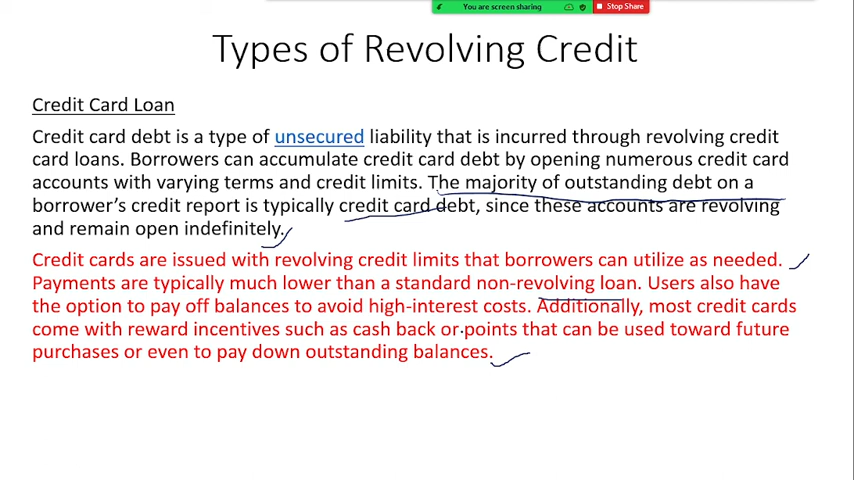 You are screen sharing
Stop Share
Types of Revolving Credit
Credit Card Loan
Credit card debt is a type of unsecured liability that is incurred through revolving credit
card loans. Borrowers can accumulate credit card debt by opening numerous credit card
accounts with varying terms and credit limits. The majority of outstanding debt on a
borrower’s credit report is typically credit card debt, since these accounts are revolving
and remain open indefinitely.
Credit cards are issued with revolving credit limits that borrowers can utilize as needed.
Payments are typically much lower than a standard non-revolving loan. Users also have
the option to pay off balances to avoid high-interest costs. Additionally, most credit cards
come with reward incentives such as cash back or points that can be used toward future
purchases or even to pay down outstanding balances.